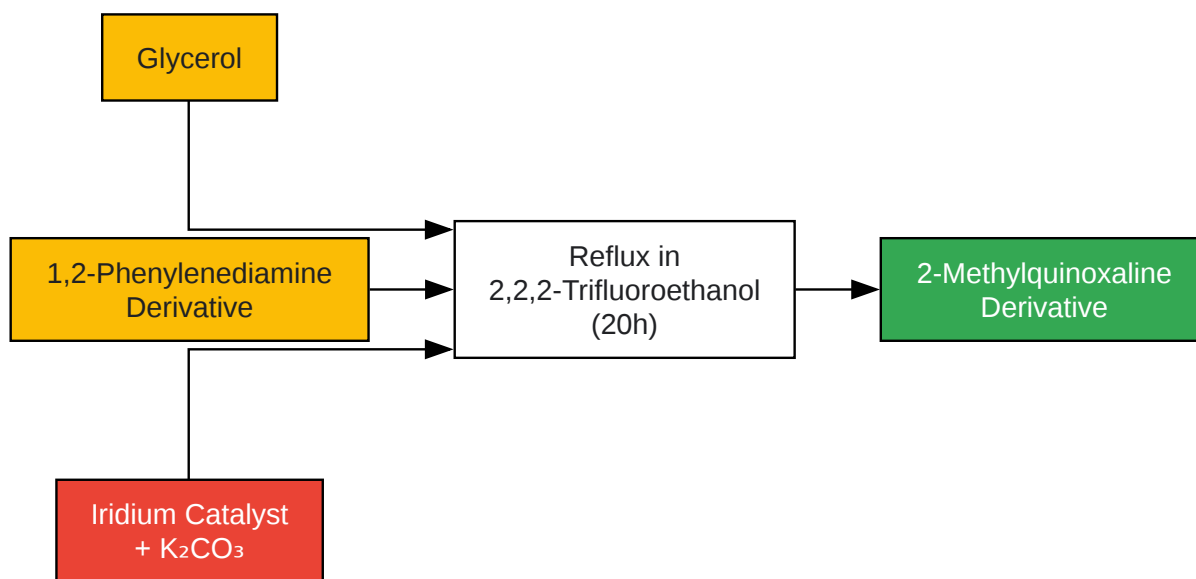 Glycerol
1,2-Phenylenediamine
Derivative
Reflux in
2,2,2-Trifluoroethanol
(20h)
2-Methylquinoxaline
Derivative
Iridium Catalyst
+ K₂CO₃